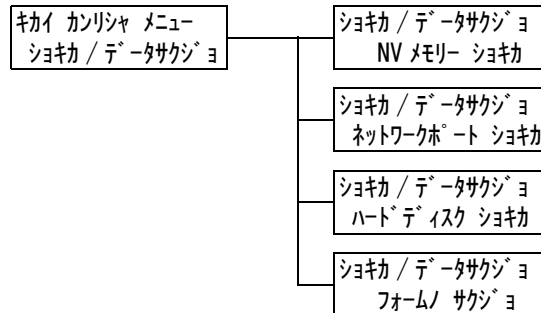 キカイ カンリシャ メニュー
ショキカ / データサクジョ
ショキカ / データサクジョ
NV メモリー ショキカ
ショキカ / データサクジョ
ネットワークポート ショキカ
ショキカ / データサクジョ
ハードディスク ショキカ
ショキカ / データサクジョ
フォームノ サクジョ